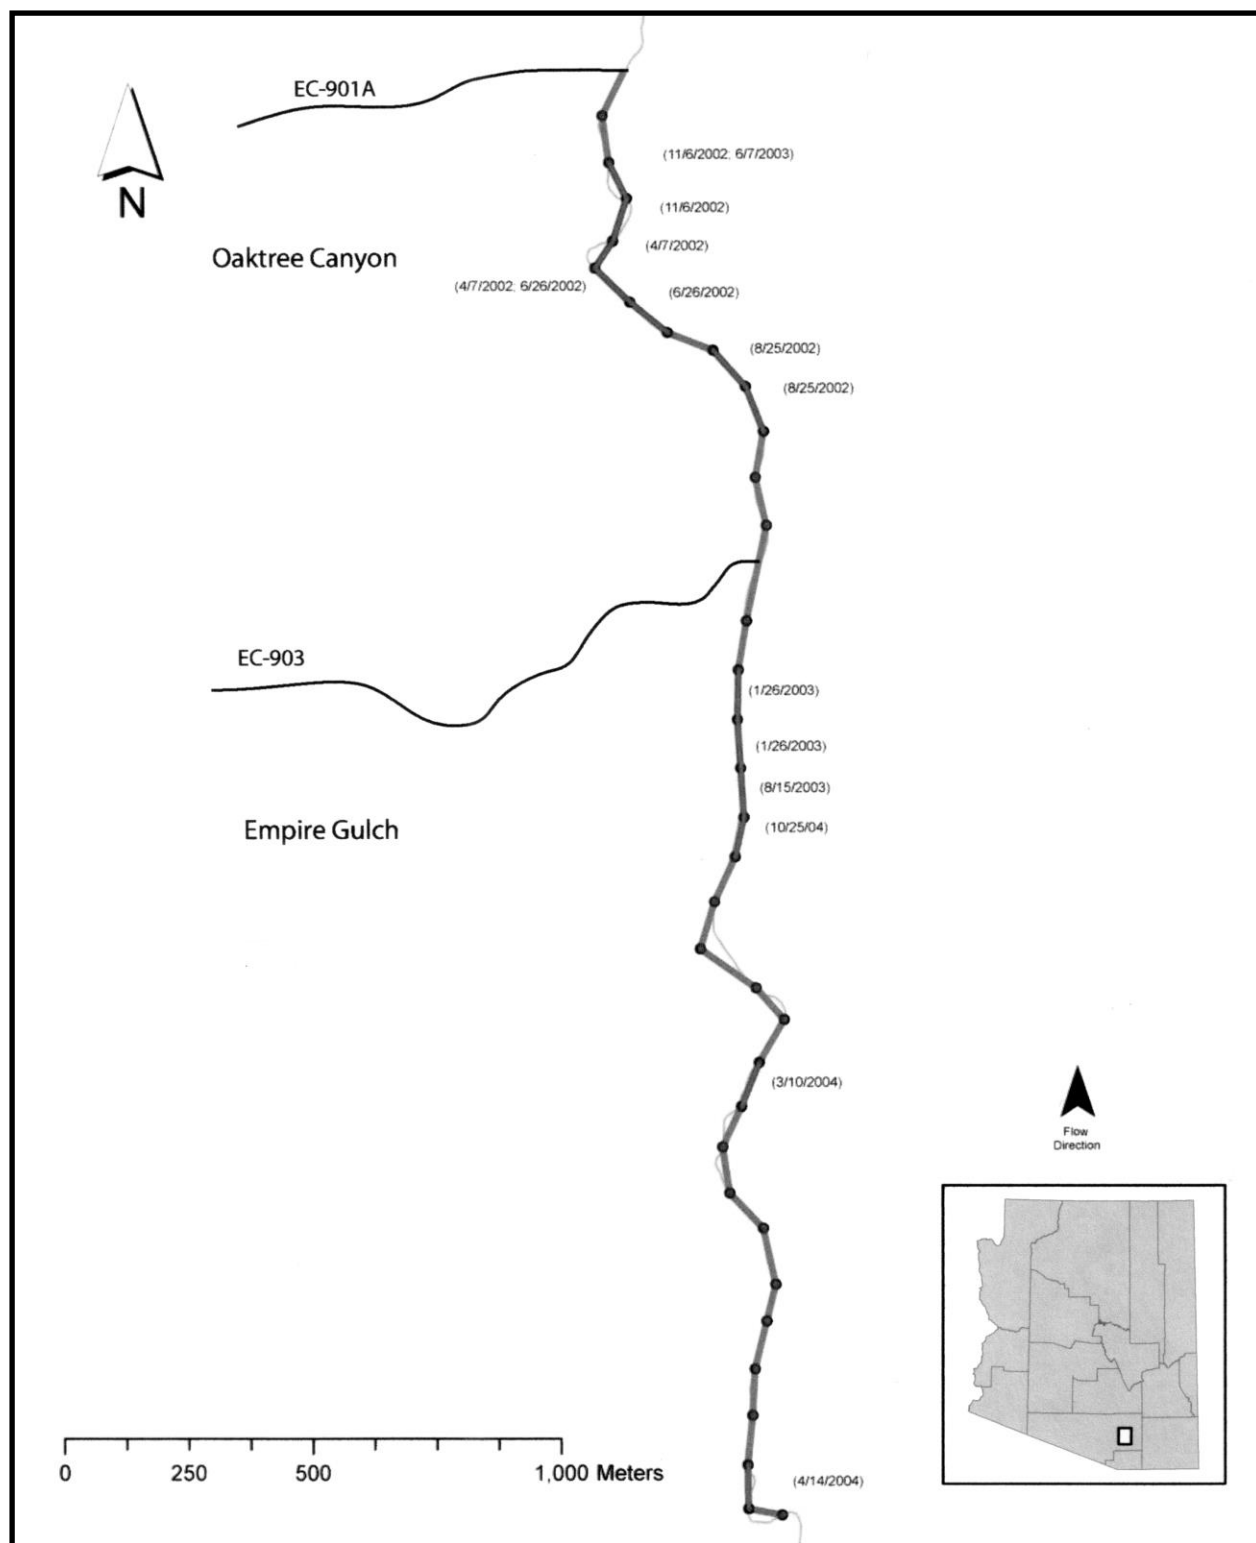 EC-901A
N
(11/6/2002; 6/7/2003)
(11/6/2002)
(4/7/2002)
Oaktree Canyon
(4/7/2002; 6/26/2002)
(6/26/2002)
(8/25/2002)
(8/25/2002)
EC-903
(1/26/2003)
(1/26/2003)
(8/15/2003)
Empire Gulch
(10/25/04)
(3/10/2004)
Flow
Direction
0 250 500 1,000 Meters
(4/14/2004)